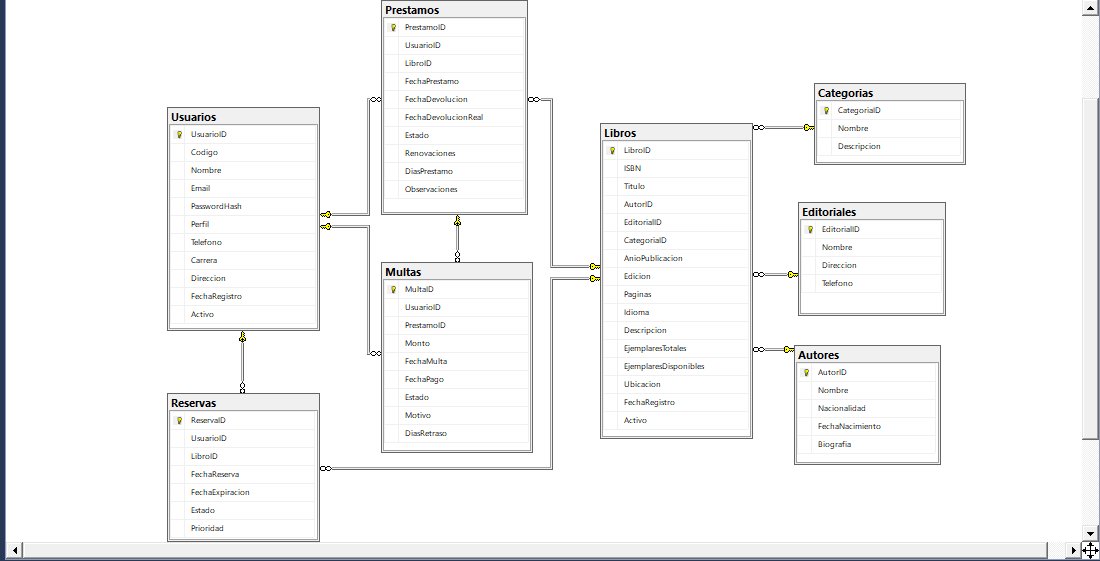 Prestamos
PrestamoID
UsuarioID
LibroID
FechaPrestamo
FechaDevolucion
FechaDevolucionReal
Estado
Renovaciones
DiasPrestamo
Observaciones
Usuarios
UsuarioID
Codigo
Nombre
Email
PasswordHash
Perfil
Telefono
Carrera
Direccion
FechaRegistro
Activo
Multas
MultaID
UsuarioID
PrestamoID
Monto
FechaMulta
FechaPago
Estado
Motivo
DiasRetraso
Reservas
ReservaID
UsuarioID
LibroID
FechaReserva
FechaExpiracion
Estado
Prioridad
Libros
LibroID
ISBN
Titulo
AutorID
EditorialID
CategoriaID
AnioPublicacion
Edicion
Paginas
Idioma
Descripcion
EjemplaresTotales
EjemplaresDisponibles
Ubicacion
FechaRegistro
Activo
Categorias
CategoriaID
Nombre
Descripcion
Editoriales
EditorialID
Nombre
Direccion
Telefono
Autores
AutorID
Nombre
Nacionalidad
FechaNacimiento
Biografia